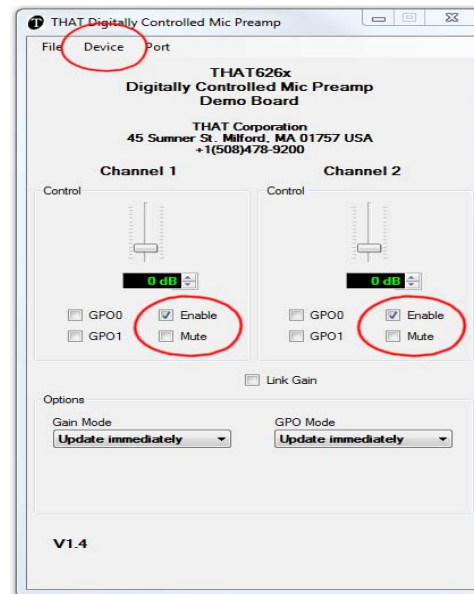 THAT Digitally Controlled Mic Preamp
File Device Port
THAT626x
Digitally Controlled Mic Preamp
Demo Board
THAT Corporation
45 Sumner St. Milford, MA 01757 USA
+1(508)478-9200
Channel 1
Channel 2
Control
Control
0 dB
0 dB
GPO0
Enable
GPO0
Enable
GPO1
Mute
GPO1
Mute
Link Gain
Options
Gain Mode
GPO Mode
Update immediately
Update immediately
V1.4